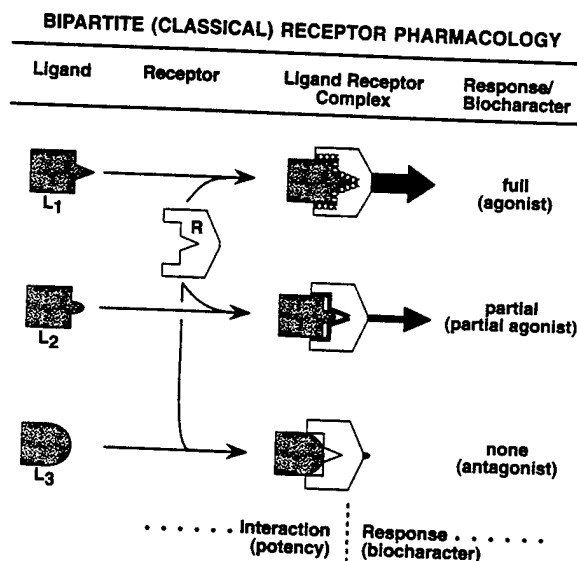 BIPARTITE (CLASSICAL) RECEPTOR PHARMACOLOGY
Ligand Receptor Ligand Receptor Response/
Complex Biocharacter
L1
full
(agonist)
R
L2
partial
(partial agonist)
L3
none
(antagonist)
. . . . . . Interaction Response . . . . . .
(potency) (biocharacter)